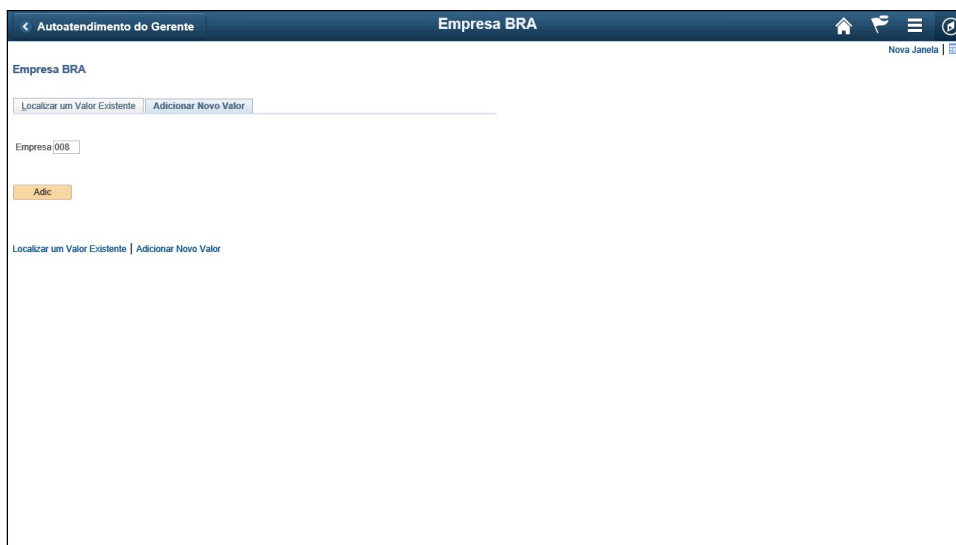 Autoatendimento do Gerente
Empresa BRA
Nova Janela |
Empresa BRA
Localizar um Valor Existente Adicionar Novo Valor
Empresa 008
Adic
Localizar um Valor Existente | Adicionar Novo Valor